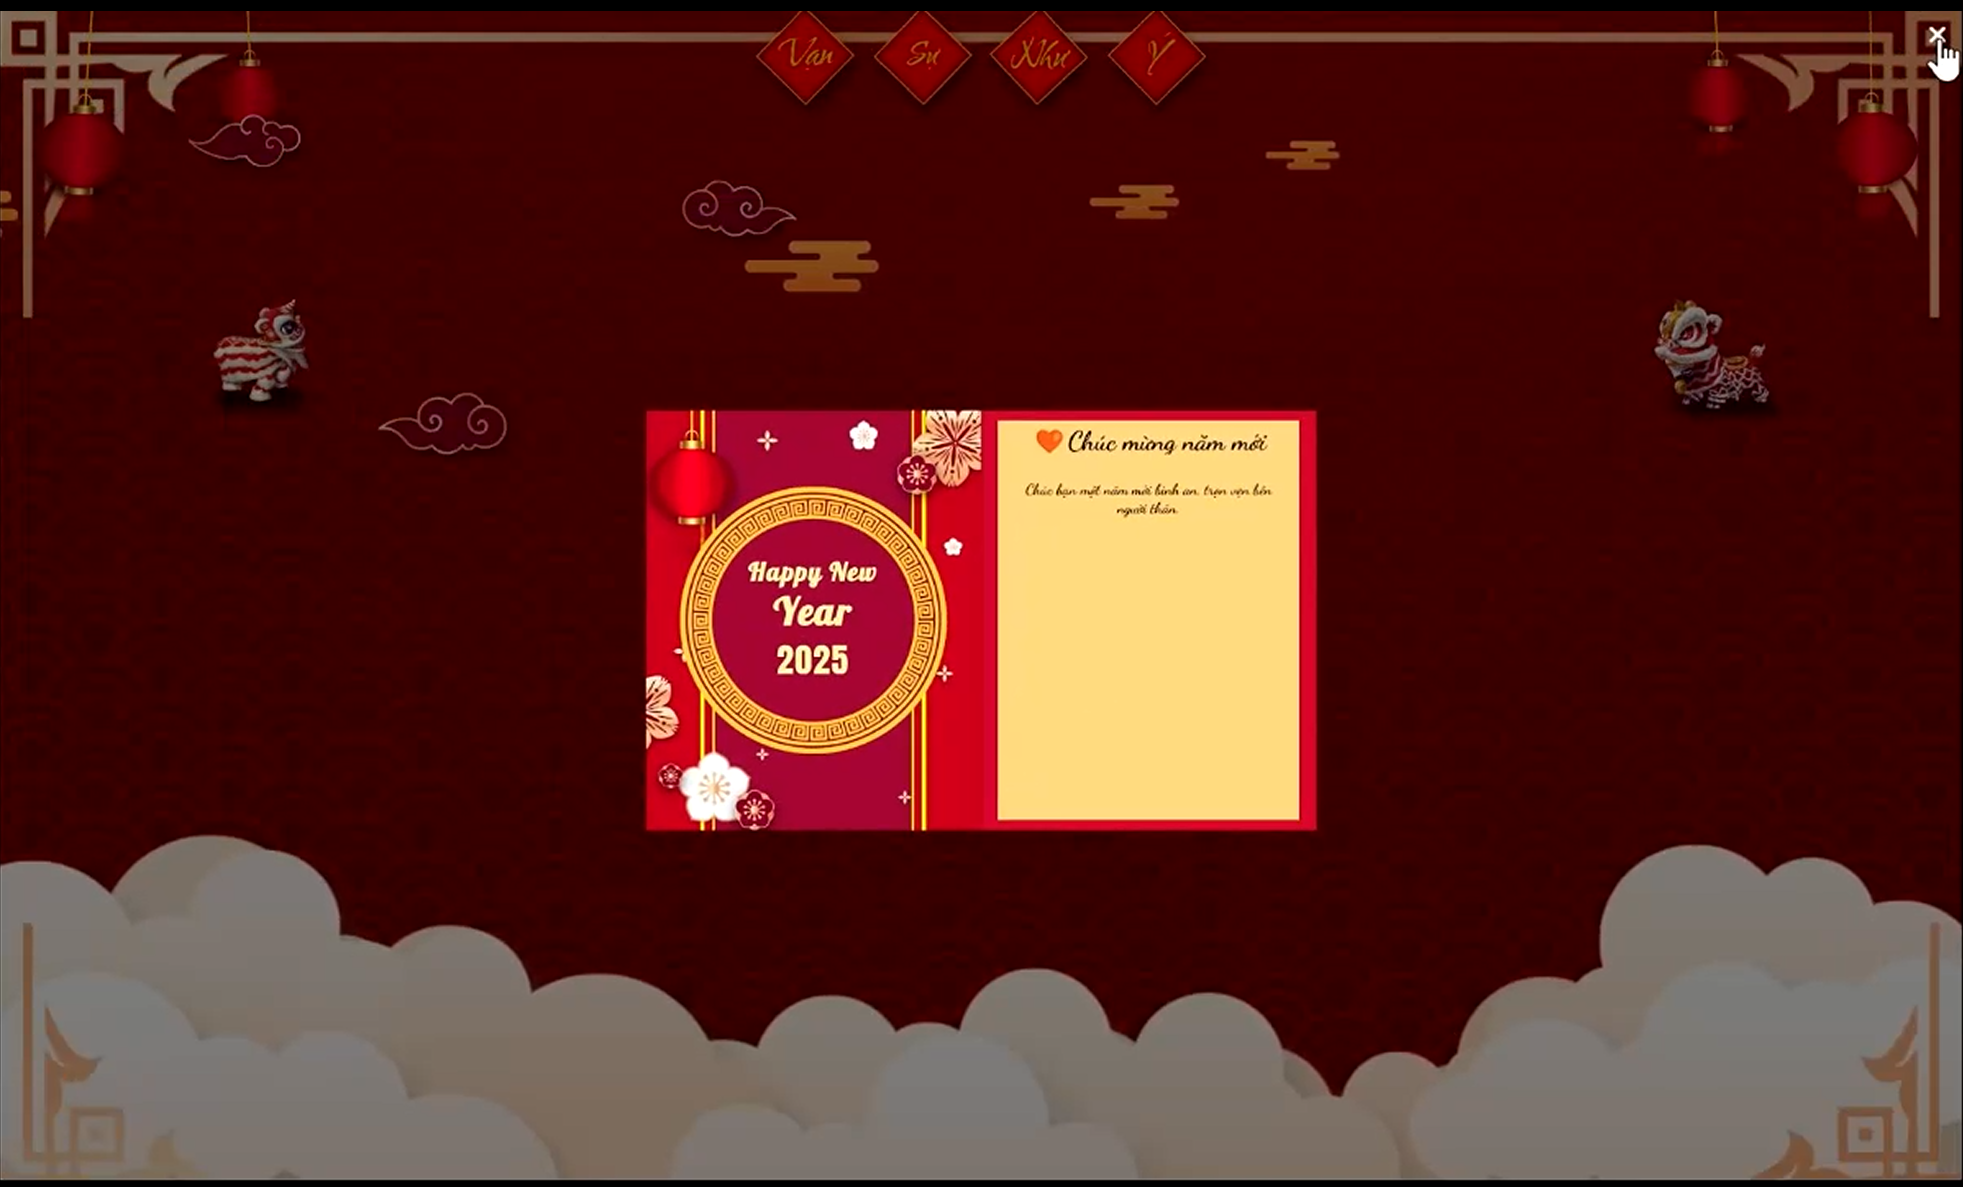 Vạn Sự Như Ý
Happy New
Year
2025
🧡 Chúc mừng năm mới
Chúc bạn một năm mới bình an, trọn vẹn bên
người thân.